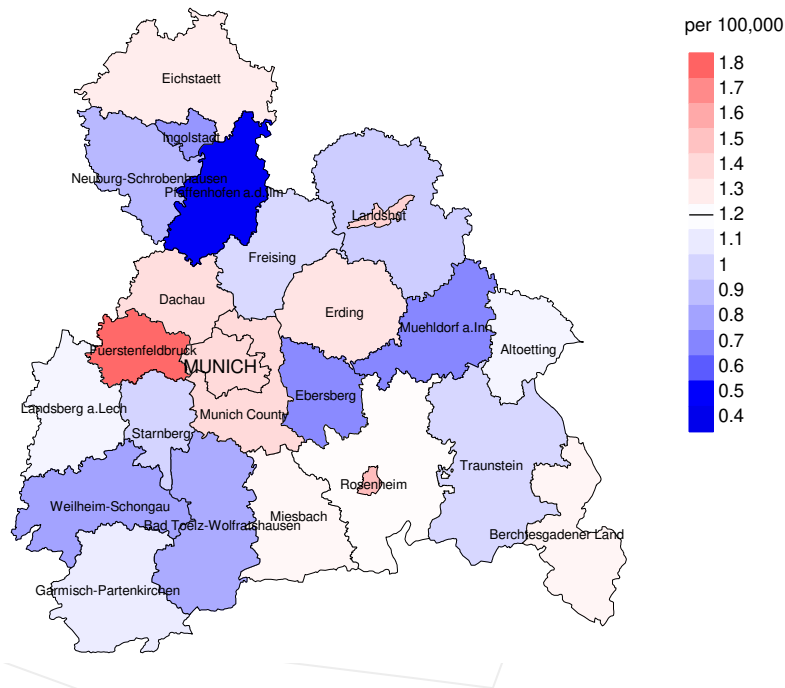 per 100,000
1.8
1.7
1.6
1.5
1.4
1.3
1.2
1.1
1
0.9
0.8
0.7
0.6
0.5
0.4
Eichstaett
Ingolstadt
Neuburg-Schrobenhausen
Pfaffenhofen a.d.Ilm
Landshut
Freising
Dachau
Erding
Muehldorf a.Inn
Fuerstenfeldbruck
Altoetting
MUNICH
Ebersberg
Landsberg a.Lech
Munich County
Starnberg
Traunstein
Rosenheim
Weilheim-Schongau
Miesbach
Bad Toelz-Wolfratshausen
Berchtesgadener Land
Garmisch-Partenkirchen